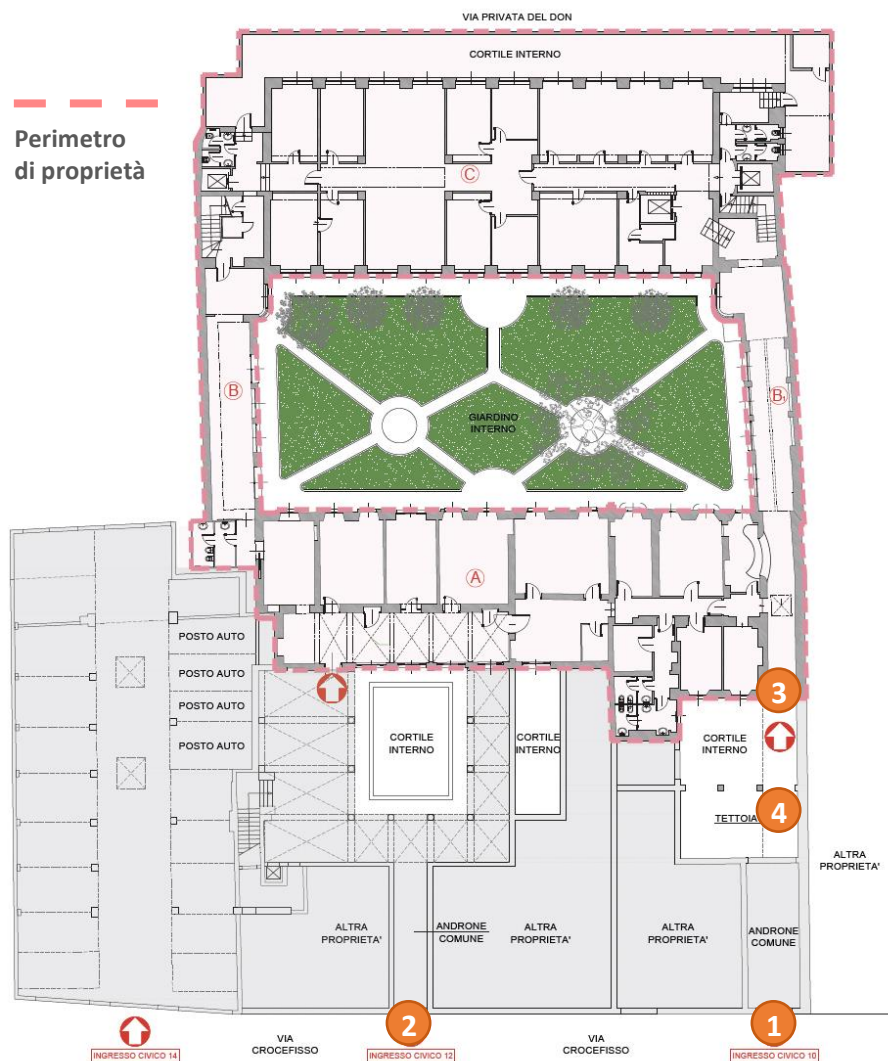 VIA PRIVATA DEL DON
CORTILE INTERNO
Perimetro
di proprietà
C
B
B1
GIARDINO
INTERNO
A
POSTO AUTO
POSTO AUTO
POSTO AUTO
POSTO AUTO
CORTILE
INTERNO
CORTILE
INTERNO
3
CORTILE
INTERNO
4
TETTOIA
ALTRA
PROPRIETA'
ALTRA
PROPRIETA'
ANDRONE
COMUNE
ALTRA
PROPRIETA'
ALTRA
PROPRIETA'
ANDRONE
COMUNE
2
1
VIA
CROCEFISSO
VIA
CROCEFISSO
INGRESSO CIVICO 14
INGRESSO CIVICO 12
INGRESSO CIVICO 10